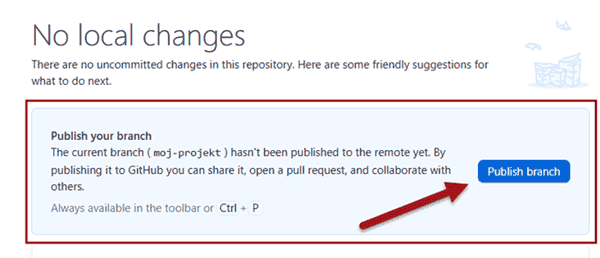 No local changes
There are no uncommitted changes in this repository. Here are some friendly suggestions for
what to do next.
Publish your branch
The current branch ( moj-projekt ) hasn't been published to the remote yet. By
publishing it to GitHub you can share it, open a pull request, and collaborate with
others.
Always available in the toolbar or Ctrl + P
Publish branch